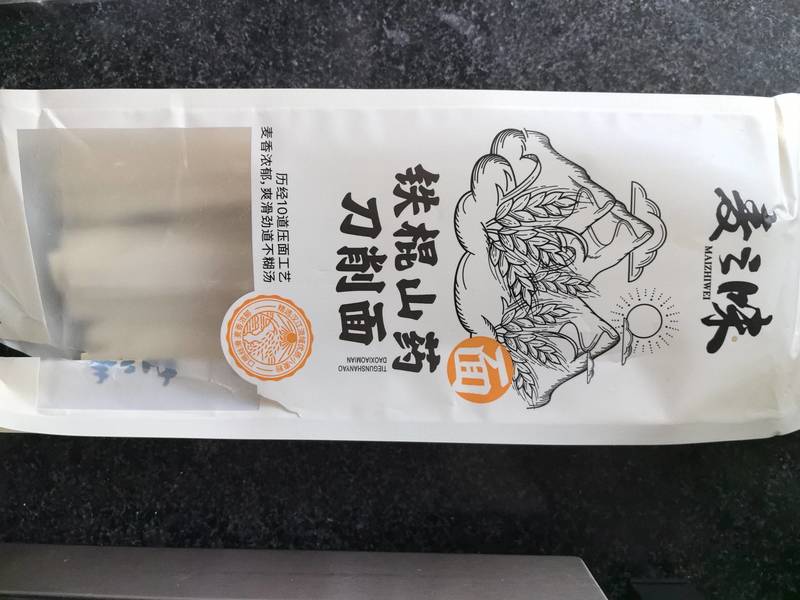 麦之味
MAIZHIWEI
面
铁棍山药
刀削面
TIEGUNSHANYAO
DAOXIAOMIAN
历经10道压面工艺
麦香浓郁,爽滑劲道不糊汤